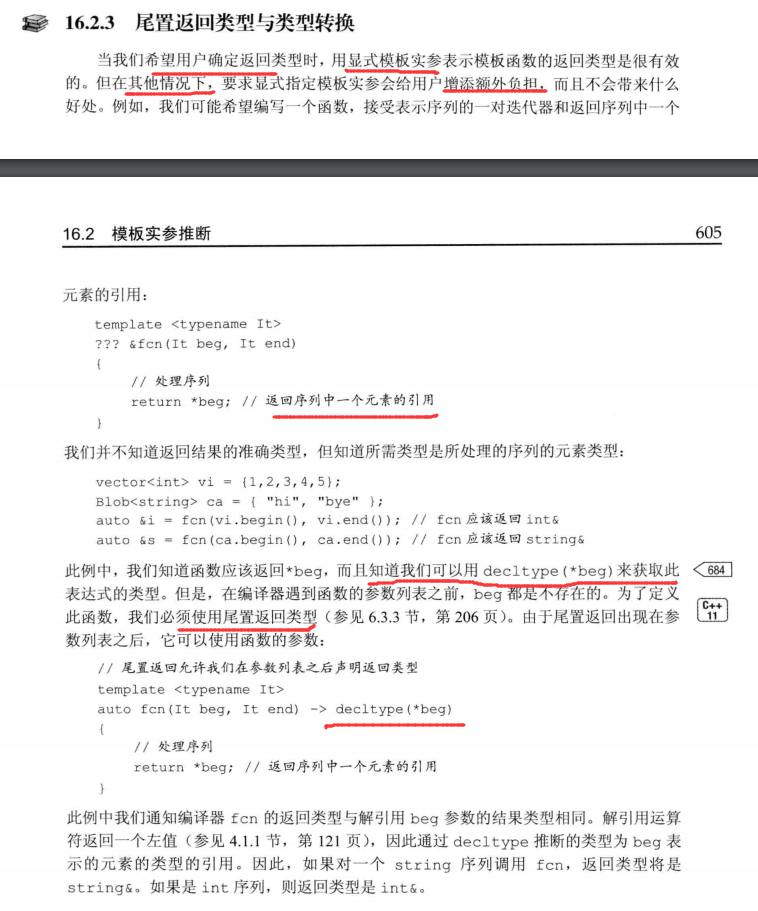 16.2.3 尾置返回类型与类型转换
当我们希望用户确定返回类型时，用显式模板实参表示模板函数的返回类型是很有效
的。但在其他情况下，要求显式指定模板实参会给用户增添额外负担，而且不会带来什么
好处。例如，我们可能希望编写一个函数，接受表示序列的一对迭代器和返回序列中一个
16.2 模板实参推断 605
元素的引用：
template <typename It>
??? &fcn(It beg, It end)
{
// 处理序列
return *beg; // 返回序列中一个元素的引用
}
我们并不知道返回结果的准确类型，但知道所需类型是所处理的序列的元素类型：
vector<int> vi = {1,2,3,4,5};
Blob<string> ca = { "hi", "bye" };
auto &i = fcn(vi.begin(), vi.end()); // fcn 应该返回 int&
auto &s = fcn(ca.begin(), ca.end()); // fcn 应该返回 string&
此例中，我们知道函数应该返回*beg，而且知道我们可以用 decltype(*beg)来获取此 684
表达式的类型。但是，在编译器遇到函数的参数列表之前，beg 都是不存在的。为了定义
此函数，我们必须使用尾置返回类型（参见 6.3.3 节，第 206 页）。由于尾置返回出现在参
C++
11
数列表之后，它可以使用函数的参数：
// 尾置返回允许我们在参数列表之后声明返回类型
template <typename It>
auto fcn(It beg, It end) -> decltype(*beg)
{
// 处理序列
return *beg; // 返回序列中一个元素的引用
}
此例中我们通知编译器 fcn 的返回类型与解引用 beg 参数的结果类型相同。解引用运算
符返回一个左值（参见 4.1.1 节，第 121 页），因此通过 decltype 推断的类型为 beg 表
示的元素的类型的引用。因此，如果对一个 string 序列调用 fcn，返回类型将是
string&。如果是 int 序列，则返回类型是 int&。